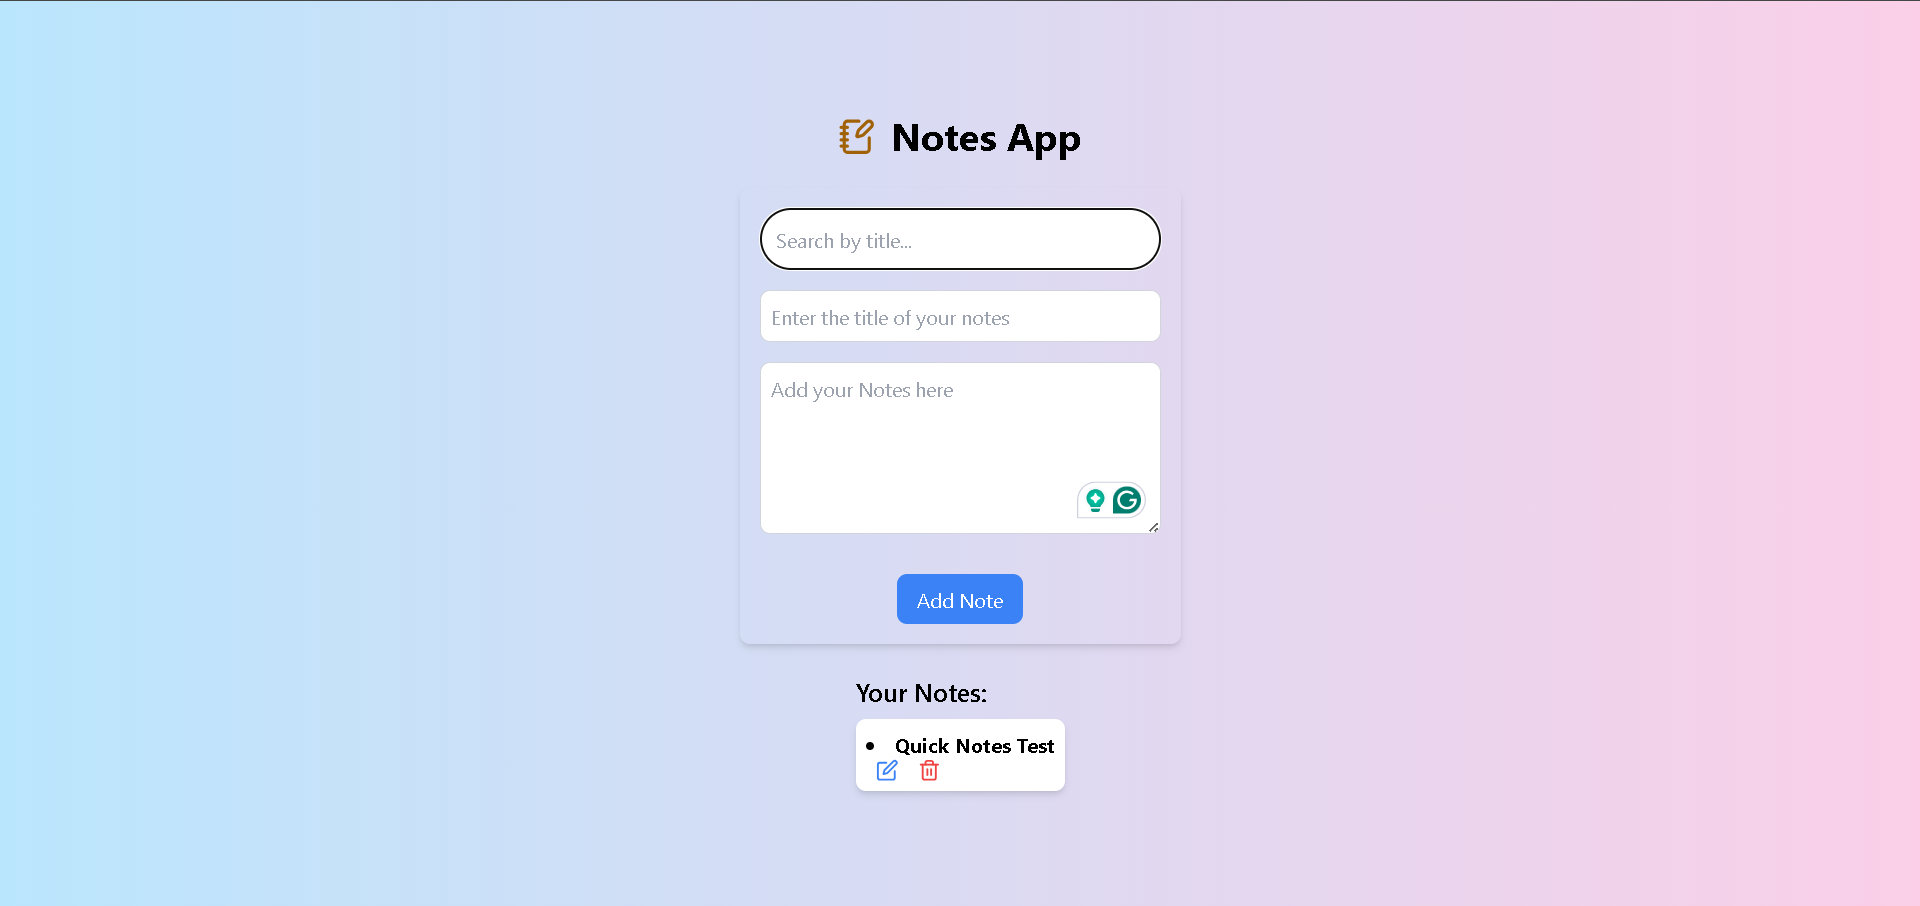 Notes App
Search by title...
Enter the title of your notes
Add your Notes here
Add Note
Your Notes:
Quick Notes Test